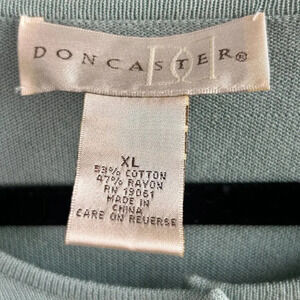 DONCASTER®
XL
53% COTTON
47% RAYON
RN 19061
MADE IN
CHINA
CARE ON REVERSE